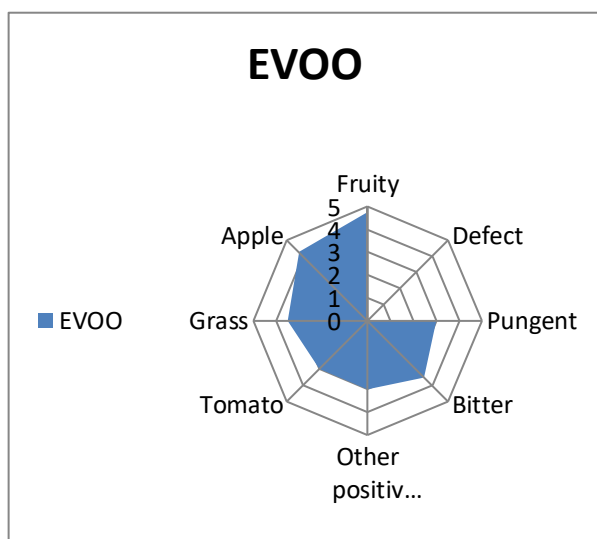 EVOO
Fruity
Defect
Pungent
Bitter
Other
positiv...
Tomato
Grass
Apple
5
4
3
2
1
0
EVOO